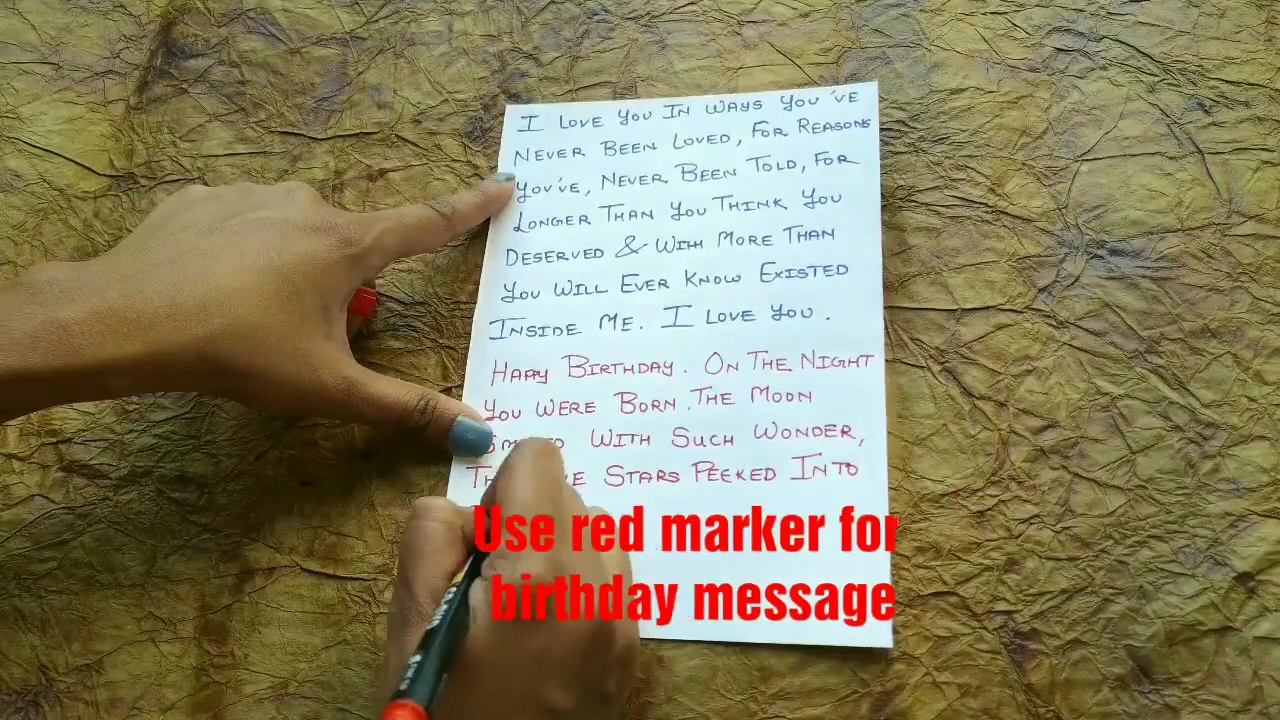 I LOVE YOU IN WAYS YOU'VE
NEVER BEEN LOVED, FOR REASONS
YOU'VE, NEVER BEEN TOLD, FOR
LONGER THAN YOU THINK YOU
DESERVED & WITH MORE THAN
YOU WILL EVER KNOW EXISTED
INSIDE ME. I LOVE YOU.
HAPPY BIRTHDAY. ON THE NIGHT
YOU WERE BORN. THE MOON
WITH SUCH WONDER,
STARS PEEKED INTO
Use red marker for
birthday message